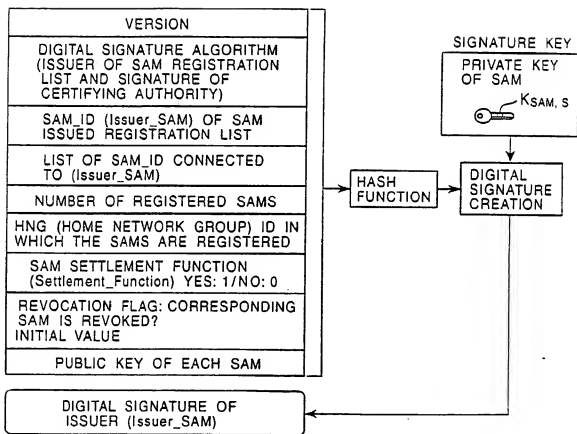 VERSION
DIGITAL SIGNATURE ALGORITHM
(ISSUER OF SAM REGISTRATION
LIST AND SIGNATURE OF
CERTIFYING AUTHORITY)
SAM_ID (Issuer_SAM) OF SAM
ISSUED REGISTRATION LIST
LIST OF SAM_ID CONNECTED
TO (Issuer_SAM)
NUMBER OF REGISTERED SAMS
HNG (HOME NETWORK GROUP) ID IN
WHICH THE SAMS ARE REGISTERED
SAM SETTLEMENT FUNCTION
(Settlement_Function) YES: 1/NO: 0
REVOCATION FLAG: CORRESPONDING
SAM IS REVOKED?
INITIAL VALUE
PUBLIC KEY OF EACH SAM
HASH
FUNCTION
SIGNATURE KEY
PRIVATE KEY
OF SAM
KSAM, S
DIGITAL
SIGNATURE
CREATION
DIGITAL SIGNATURE OF
ISSUER (Issuer_SAM)